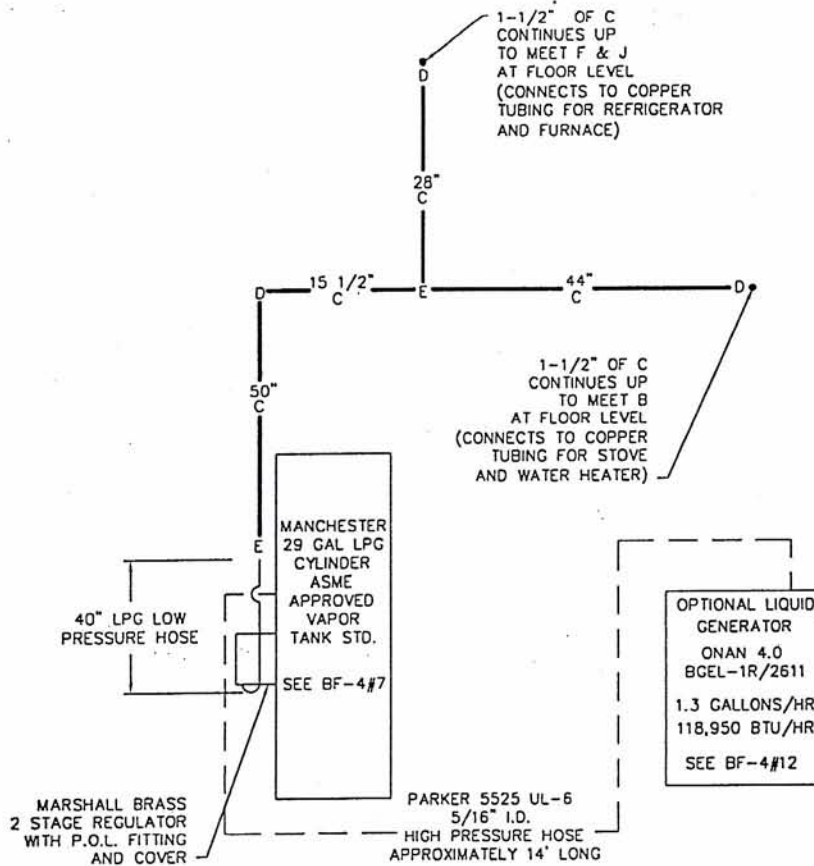 1-1/2" OF C
CONTINUES UP
TO MEET F & J
AT FLOOR LEVEL
(CONNECTS TO COPPER
TUBING FOR REFRIGERATOR
AND FURNACE)
D
28"
C
D
15 1/2"
C
E
44"
C
D
1-1/2" OF C
CONTINUES UP
TO MEET B
AT FLOOR LEVEL
(CONNECTS TO COPPER
TUBING FOR STOVE
AND WATER HEATER)
50"
C
E
40" LPG LOW
PRESSURE HOSE
MANCHESTER
29 GAL LPG
CYLINDER
ASME
APPROVED
VAPOR
TANK STD.
SEE BF-4#7
OPTIONAL LIQUID
GENERATOR
ONAN 4.0
BGEL-1R/2611
1.3 GALLONS/HR
118,950 BTU/HR
SEE BF-4#12
MARSHALL BRASS
2 STAGE REGULATOR
WITH P.O.L. FITTING
AND COVER
PARKER 5525 UL-6
5/16" I.D.
HIGH PRESSURE HOSE
APPROXIMATELY 14' LONG